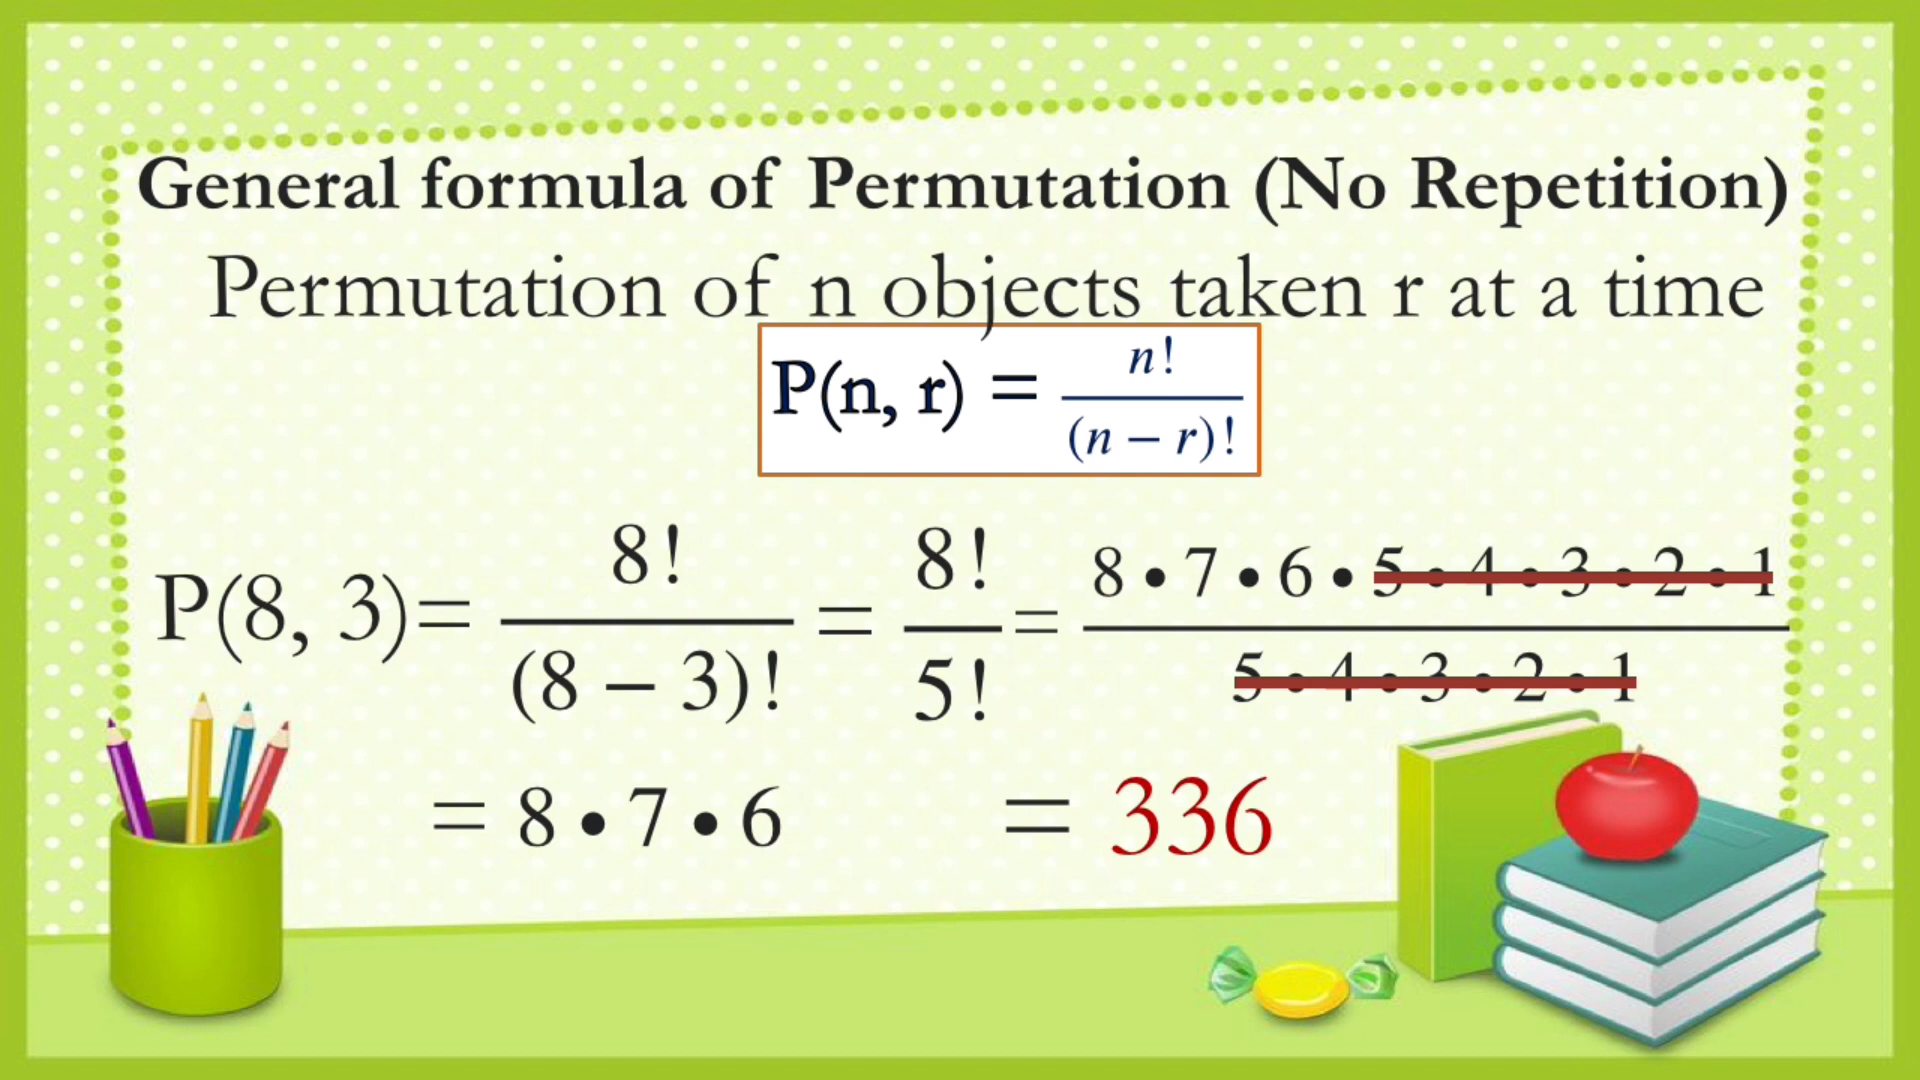 General formula of Permutation (No Repetition)
Permutation of n objects taken r at a time
P(n, r) = n! / (n − r)!
P(8, 3)= 8! / (8 − 3)! = 8! / 5! = 8 • 7 • 6 • 5 • 4 • 3 • 2 • 1 / 5 • 4 • 3 • 2 • 1
= 8 • 7 • 6 = 336